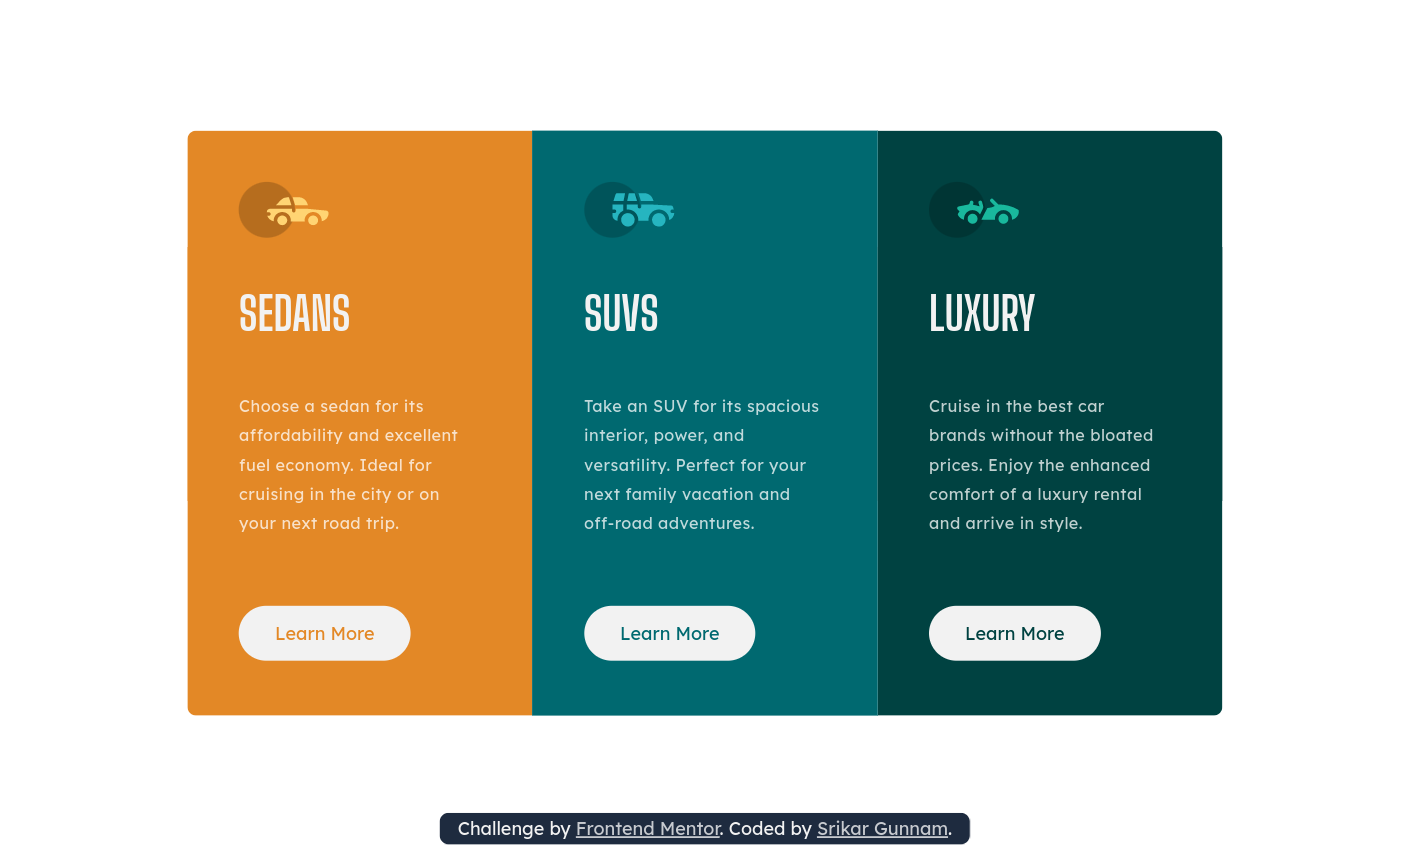 SEDANS
Choose a sedan for its
affordability and excellent
fuel economy. Ideal for
cruising in the city or on
your next road trip.
Learn More
SUVS
Take an SUV for its spacious
interior, power, and
versatility. Perfect for your
next family vacation and
off-road adventures.
Learn More
LUXURY
Cruise in the best car
brands without the bloated
prices. Enjoy the enhanced
comfort of a luxury rental
and arrive in style.
Learn More
Challenge by Frontend Mentor. Coded by Srikar Gunnam.